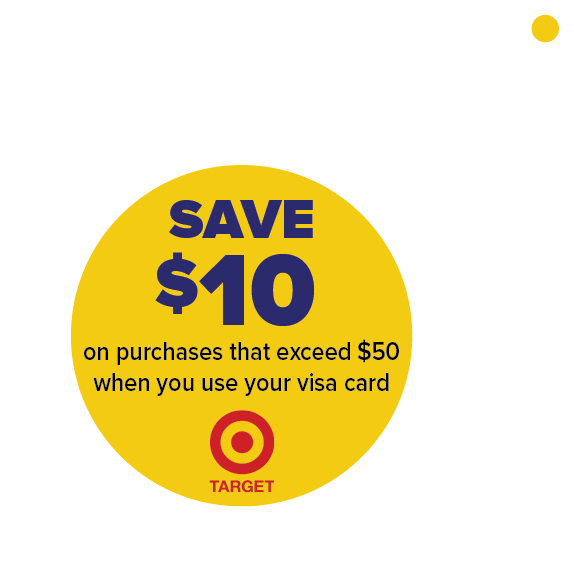 SAVE
$10
on purchases that exceed $50
when you use your visa card
TARGET